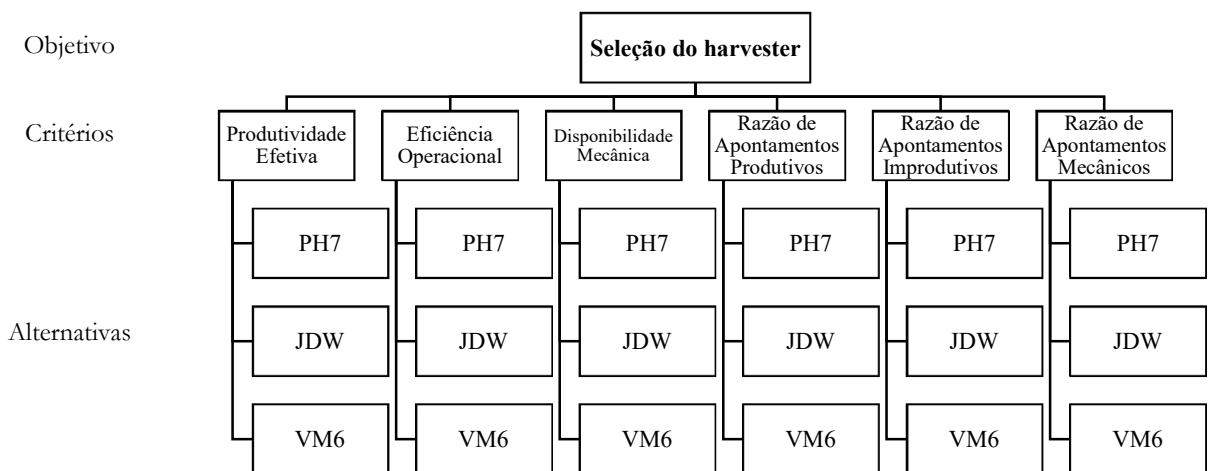 Objetivo
Seleção do harvester
Critérios
Produtividade
Efetiva
Eficiência
Operacional
Disponibilidade
Mecânica
Razão de
Apontamentos
Produtivos
Razão de
Apontamentos
Improdutivos
Razão de
Apontamentos
Mecânicos
Alternativas
PH7
PH7
PH7
PH7
PH7
PH7
JDW
JDW
JDW
JDW
JDW
JDW
VM6
VM6
VM6
VM6
VM6
VM6